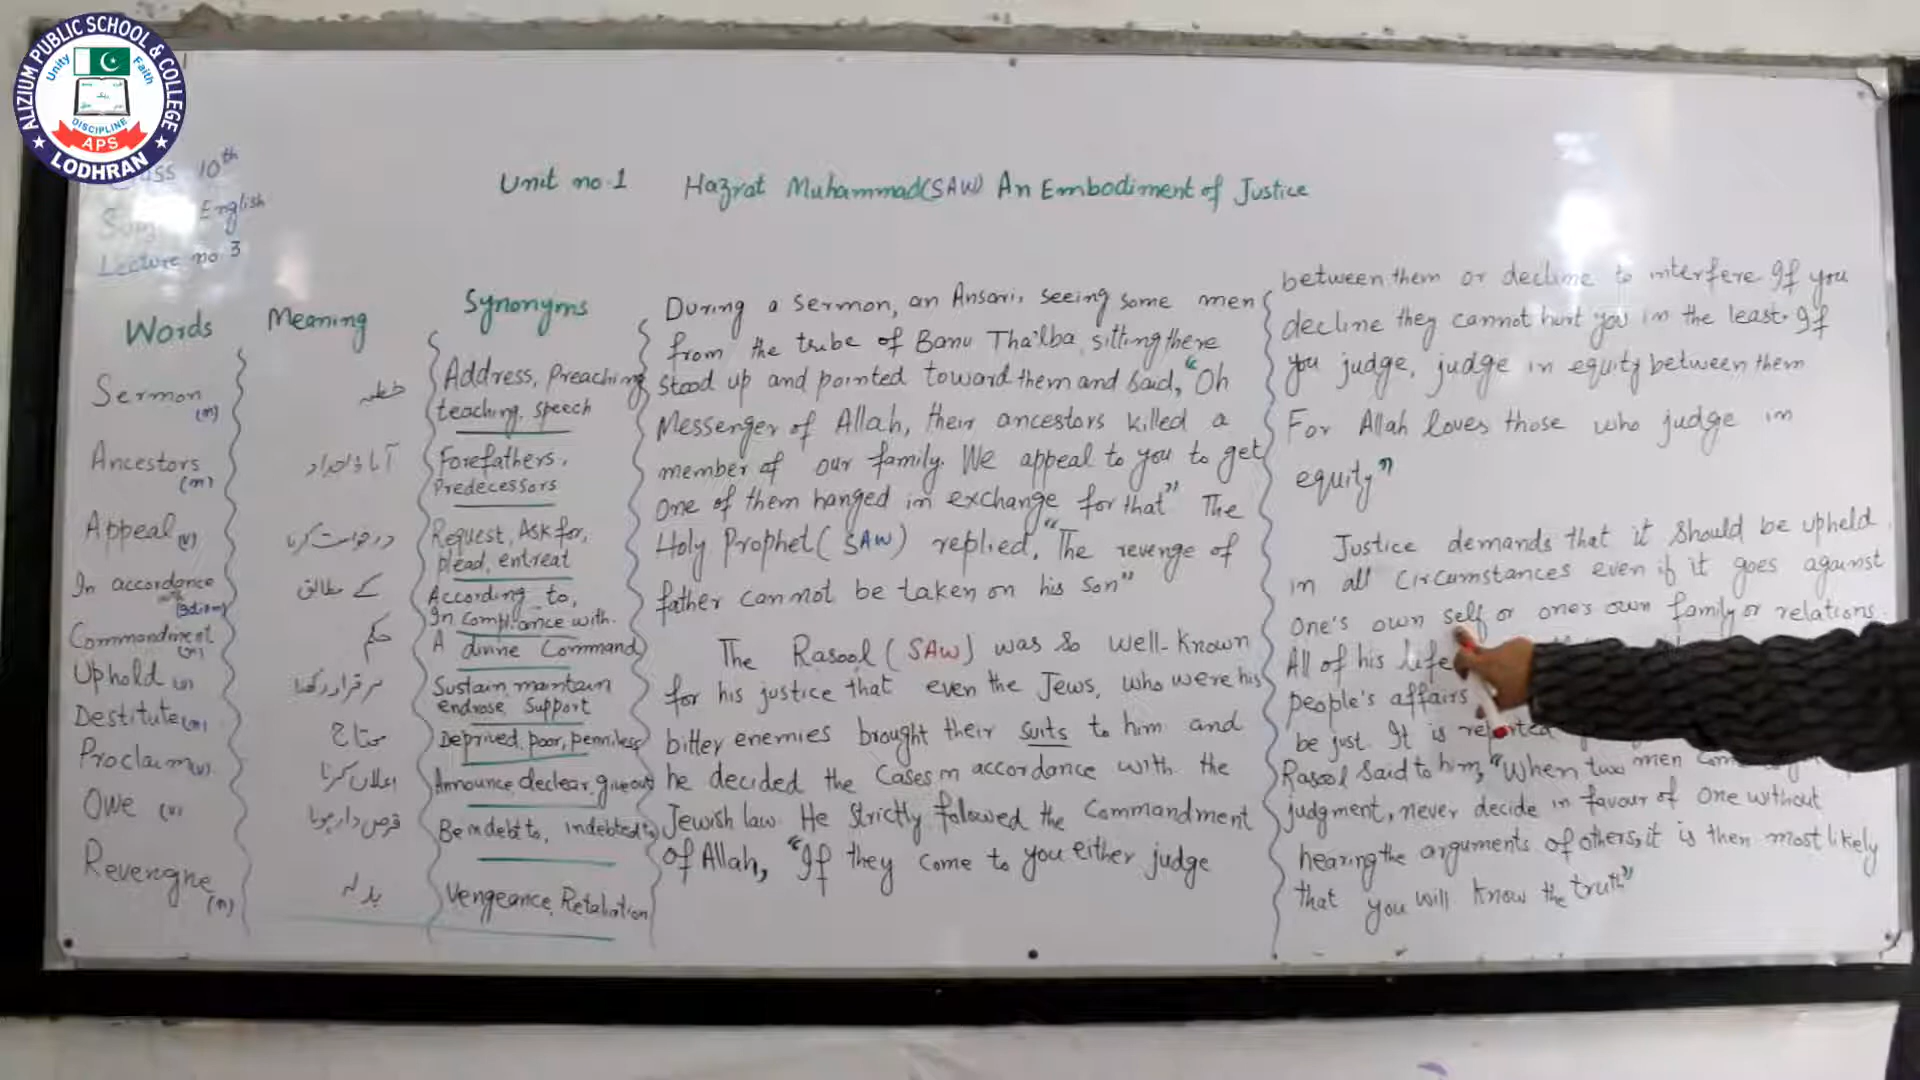 ALIZIUM PUBLIC SCHOOL & COLLEGE
Unity
Faith
DISCIPLINE
APS
LODHRAN
Class 10th
English
Lecture no 3
Unit no 1 Hazrat Muhammad(SAW) An Embodiment of Justice
Words
Meaning
Synonyms
Sermon (n)
خطبہ
Address, Preaching
teaching, speech
Ancestors (n)
آباؤ اجداد
Forefathers,
Predecessors
Appeal (v)
درخواست کرنا
Request, Ask for,
plead, entreat
In accordance
کے مطابق
According to,
In compliance with.
Commandment (n)
حکم
A divine Command
Uphold (v)
برقرار رکھنا
Sustain, maintain
endrose, Support
Destitute (n)
محتاج
Deprived, poor, penniless
Proclaim (v)
اعلان کرنا
Announce declear, give out
Owe (v)
قرض دار ہونا
Be in debt to, indebted to
Revengne (n)
بدلہ
Vengeance, Retaliation
During a sermon, an Ansari, seeing some men
from the tribe of Banu Tha'lba, sitting there
stood up and pointed toward them and said, "Oh
Messenger of Allah, their ancestors killed a
member of our family. We appeal to you to get
one of them hanged in exchange for that" The
Holy Prophet (SAW) replied, "The revenge of
father can not be taken on his son"
The Rasool (SAW) was so well-known
for his justice that even the Jews, who were his
bitter enemies brought their suits to him and
he decided the cases in accordance with the
Jewish law. He strictly followed the Commandment
of Allah, "If they come to you either judge
between them or decline to interfere If you
decline they cannot hurt you in the least. If
you judge, judge in equity between them
For Allah loves those who judge in
equity"
Justice demands that it should be upheld
in all circumstances even if it goes against
one's own self or one's own family or relations.
All of his life
people's affairs
be just. It is reported
Rasool said to him, "When two men come
judgment, never decide in favour of one without
hearing the arguments of others, it is then most likely
that you will know the truth"